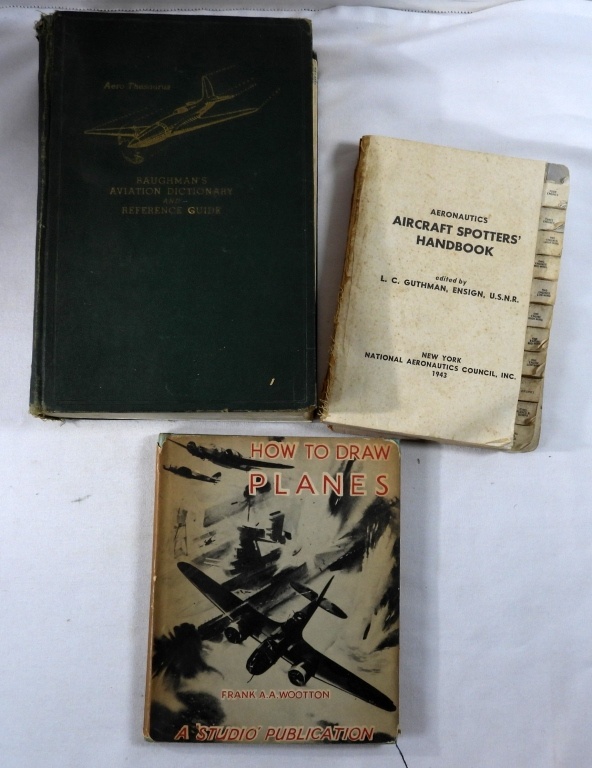 Aero Thesaurus
BAUGHMAN'S
AVIATION DICTIONARY
AND
REFERENCE GUIDE
AERONAUTICS
AIRCRAFT SPOTTERS'
HANDBOOK
edited by
L. C. GUTHMAN, ENSIGN, U.S.N.R.
NEW YORK
NATIONAL AERONAUTICS COUNCIL, INC.
1943
HOW TO DRAW
PLANES
FRANK A.A. WOOTTON
A 'STUDIO' PUBLICATION